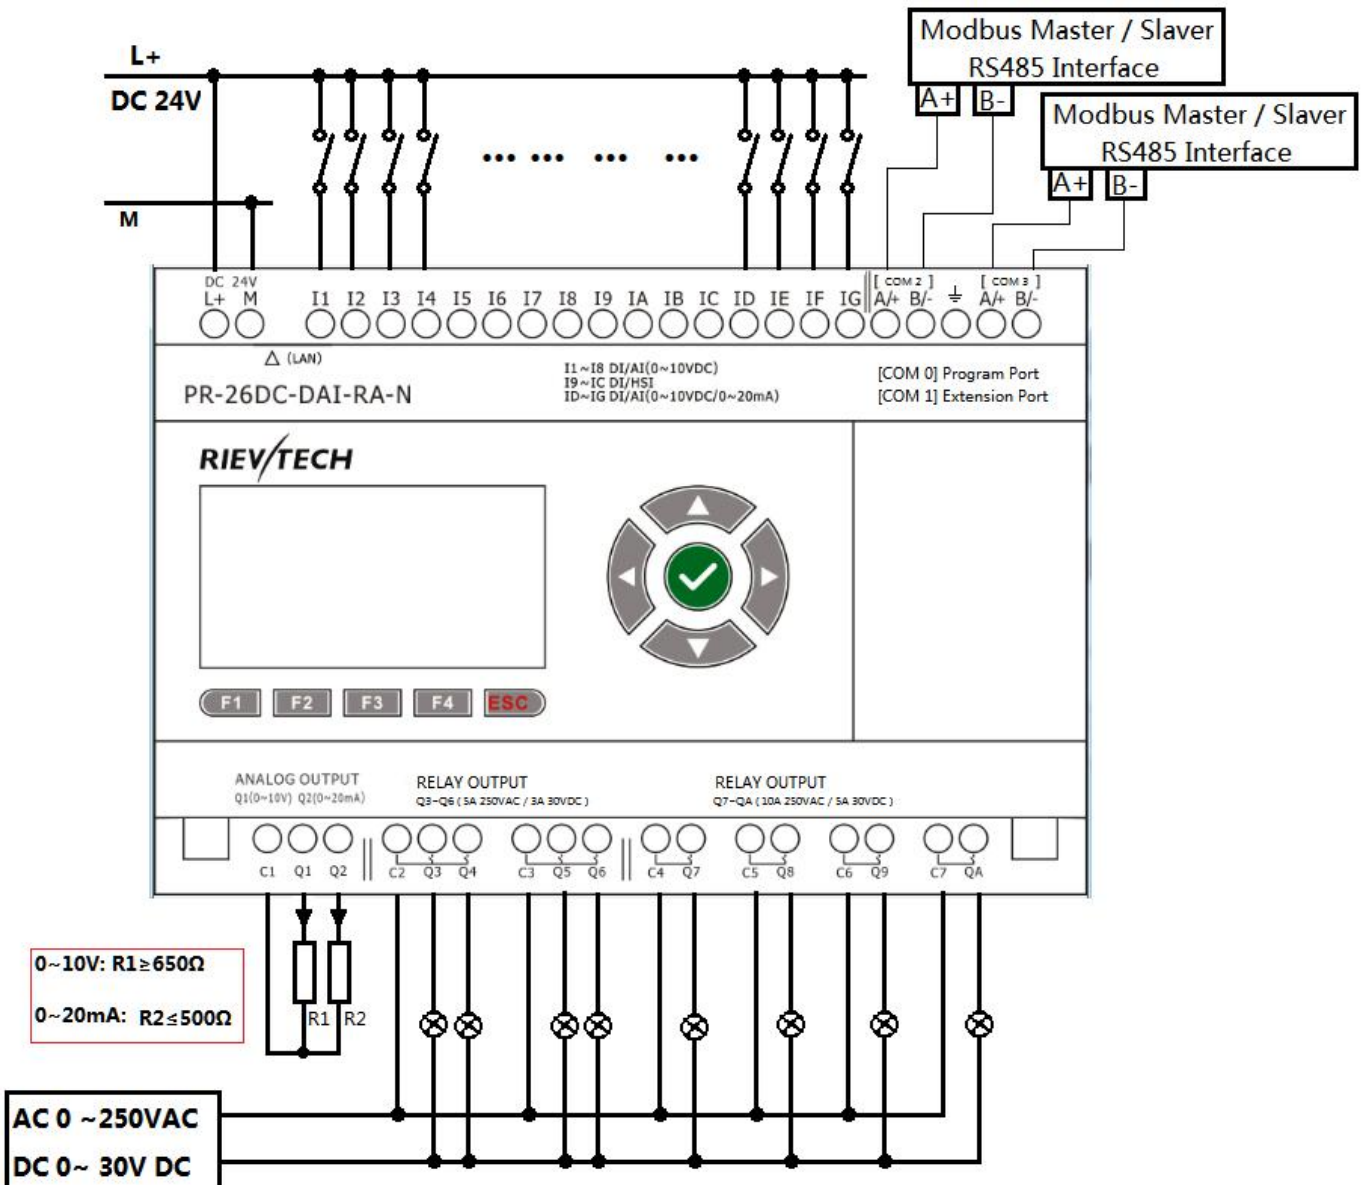 L+
DC 24V
M
Modbus Master / Slaver
RS485 Interface
A+ B-
Modbus Master / Slaver
RS485 Interface
A+ B-
DC 24V
L+ M I1 I2 I3 I4 I5 I6 I7 I8 I9 IA IB IC ID IE IF IG
[ COM 2 ] [ COM 3 ]
A/+ B/- A/+ B/-
△ (LAN)
PR-26DC-DAI-RA-N
I1~I8 DI/AI(0~10VDC)
I9~IC DI/HSI
ID~IG DI/AI(0~10VDC/0~20mA)
[COM 0] Program Port
[COM 1] Extension Port
RIEVTECH
F1 F2 F3 F4 ESC
ANALOG OUTPUT
Q1(0~10V) Q2(0~20mA)
RELAY OUTPUT
Q3-Q6 ( 5A 250VAC / 3A 30VDC )
RELAY OUTPUT
Q7-QA ( 10A 250VAC / 5A 30VDC )
C1 Q1 Q2 C2 Q3 Q4 C3 Q5 Q6 C4 Q7 C5 Q8 C6 Q9 C7 QA
0~10V: R1≥650Ω
0~20mA: R2≤500Ω
R1 R2
AC 0 ~250VAC
DC 0~ 30V DC